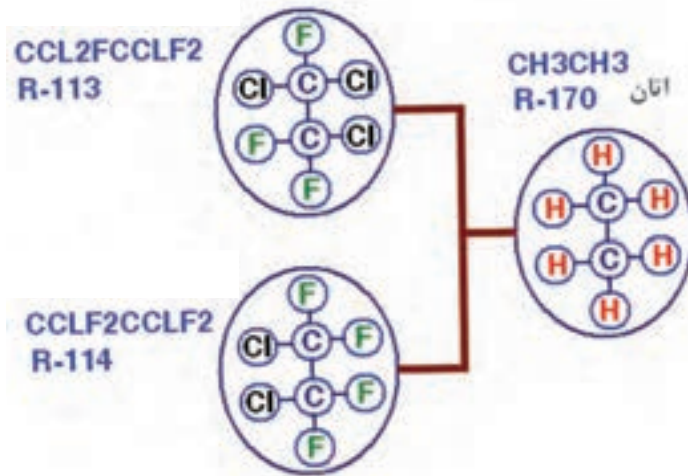 CCL2FCCLF2
R-113
F
Cl C Cl
F C Cl
F
CH3CH3
R-170 اتان
H
H C H
H C H
H
CCLF2CCLF2
R-114
F
Cl C F
Cl C F
F